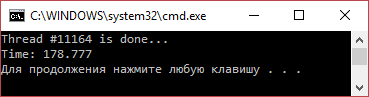 C:\WINDOWS\system32\cmd.exe
Thread #11164 is done...
Time: 178.777
Для продолжения нажмите любую клавишу . . .